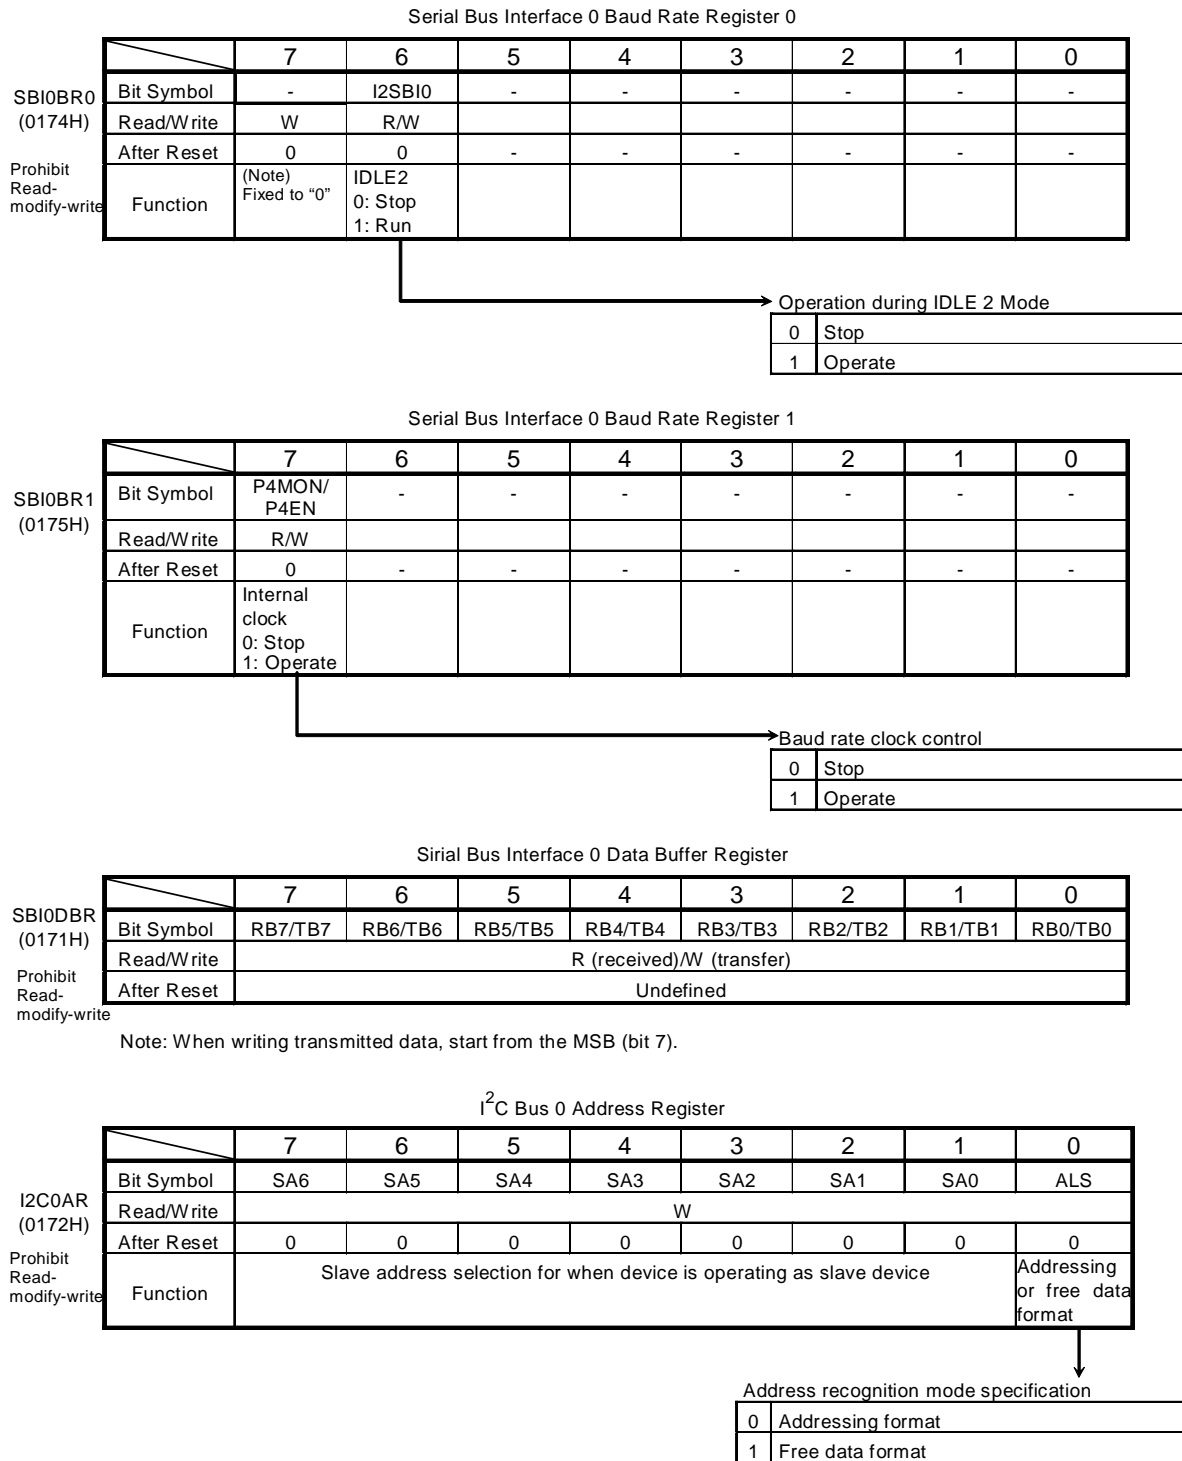 Serial Bus Interface 0 Baud Rate Register 0
7 6 5 4 3 2 1 0
SBI0BR0
(0174H)
Prohibit
Read-
modify-write
Bit Symbol - I2SBI0 - - - - - -
Read/Write W R/W
After Reset 0 0 - - - - - -
Function
(Note)
Fixed to “0”
IDLE2
0: Stop
1: Run
Operation during IDLE 2 Mode
0 Stop
1 Operate
Serial Bus Interface 0 Baud Rate Register 1
7 6 5 4 3 2 1 0
SBI0BR1
(0175H)
Bit Symbol P4MON/ - - - - - - -
P4EN
Read/Write R/W
After Reset 0 - - - - - - -
Function
Internal
clock
0: Stop
1: Operate
Baud rate clock control
0 Stop
1 Operate
Sirial Bus Interface 0 Data Buffer Register
7 6 5 4 3 2 1 0
SBI0DBR
(0171H)
Prohibit
Read-
modify-write
Bit Symbol RB7/TB7 RB6/TB6 RB5/TB5 RB4/TB4 RB3/TB3 RB2/TB2 RB1/TB1 RB0/TB0
Read/Write R (received)/W (transfer)
After Reset Undefined
Note: When writing transmitted data, start from the MSB (bit 7).
I2C Bus 0 Address Register
7 6 5 4 3 2 1 0
I2C0AR
(0172H)
Prohibit
Read-
modify-write
Bit Symbol SA6 SA5 SA4 SA3 SA2 SA1 SA0 ALS
Read/Write W
After Reset 0 0 0 0 0 0 0 0
Function
Slave address selection for when device is operating as slave device
Addressing
or free data
format
Address recognition mode specification
0 Addressing format
1 Free data format